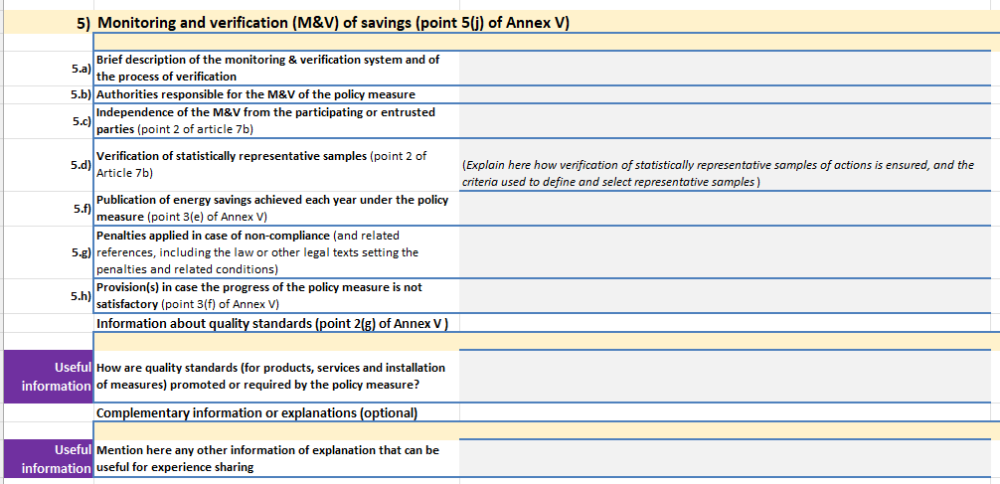 5) Monitoring and verification (M&V) of savings (point 5(j) of Annex V)
5.a) Brief description of the monitoring & verification system and of
the process of verification
5.b) Authorities responsible for the M&V of the policy measure
5.c) Independence of the M&V from the participating or entrusted
parties (point 2 of article 7b)
5.d) Verification of statistically representative samples (point 2 of
Article 7b)
(Explain here how verification of statistically representative samples of actions is ensured, and the
criteria used to define and select representative samples)
5.f) Publication of energy savings achieved each year under the policy
measure (point 3(e) of Annex V)
5.g) Penalties applied in case of non-compliance (and related
references, including the law or other legal texts setting the
penalties and related conditions)
5.h) Provision(s) in case the progress of the policy measure is not
satisfactory (point 3(f) of Annex V)
Information about quality standards (point 2(g) of Annex V )
Useful
information
How are quality standards (for products, services and installation
of measures) promoted or required by the policy measure?
Complementary information or explanations (optional)
Useful
information
Mention here any other information of explanation that can be
useful for experience sharing